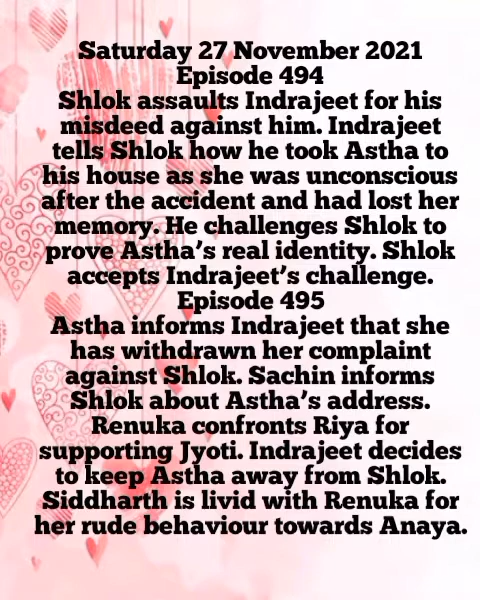 Saturday 27 November 2021
Episode 494
Shlok assaults Indrajeet for his
misdeed against him. Indrajeet
tells Shlok how he took Astha to
his house as she was unconscious
after the accident and had lost her
memory. He challenges Shlok to
prove Astha's real identity. Shlok
accepts Indrajeet's challenge.
Episode 495
Astha informs Indrajeet that she
has withdrawn her complaint
against Shlok. Sachin informs
Shlok about Astha's address.
Renuka confronts Riya for
supporting Jyoti. Indrajeet decides
to keep Astha away from Shlok.
Siddharth is livid with Renuka for
her rude behaviour towards Anaya.